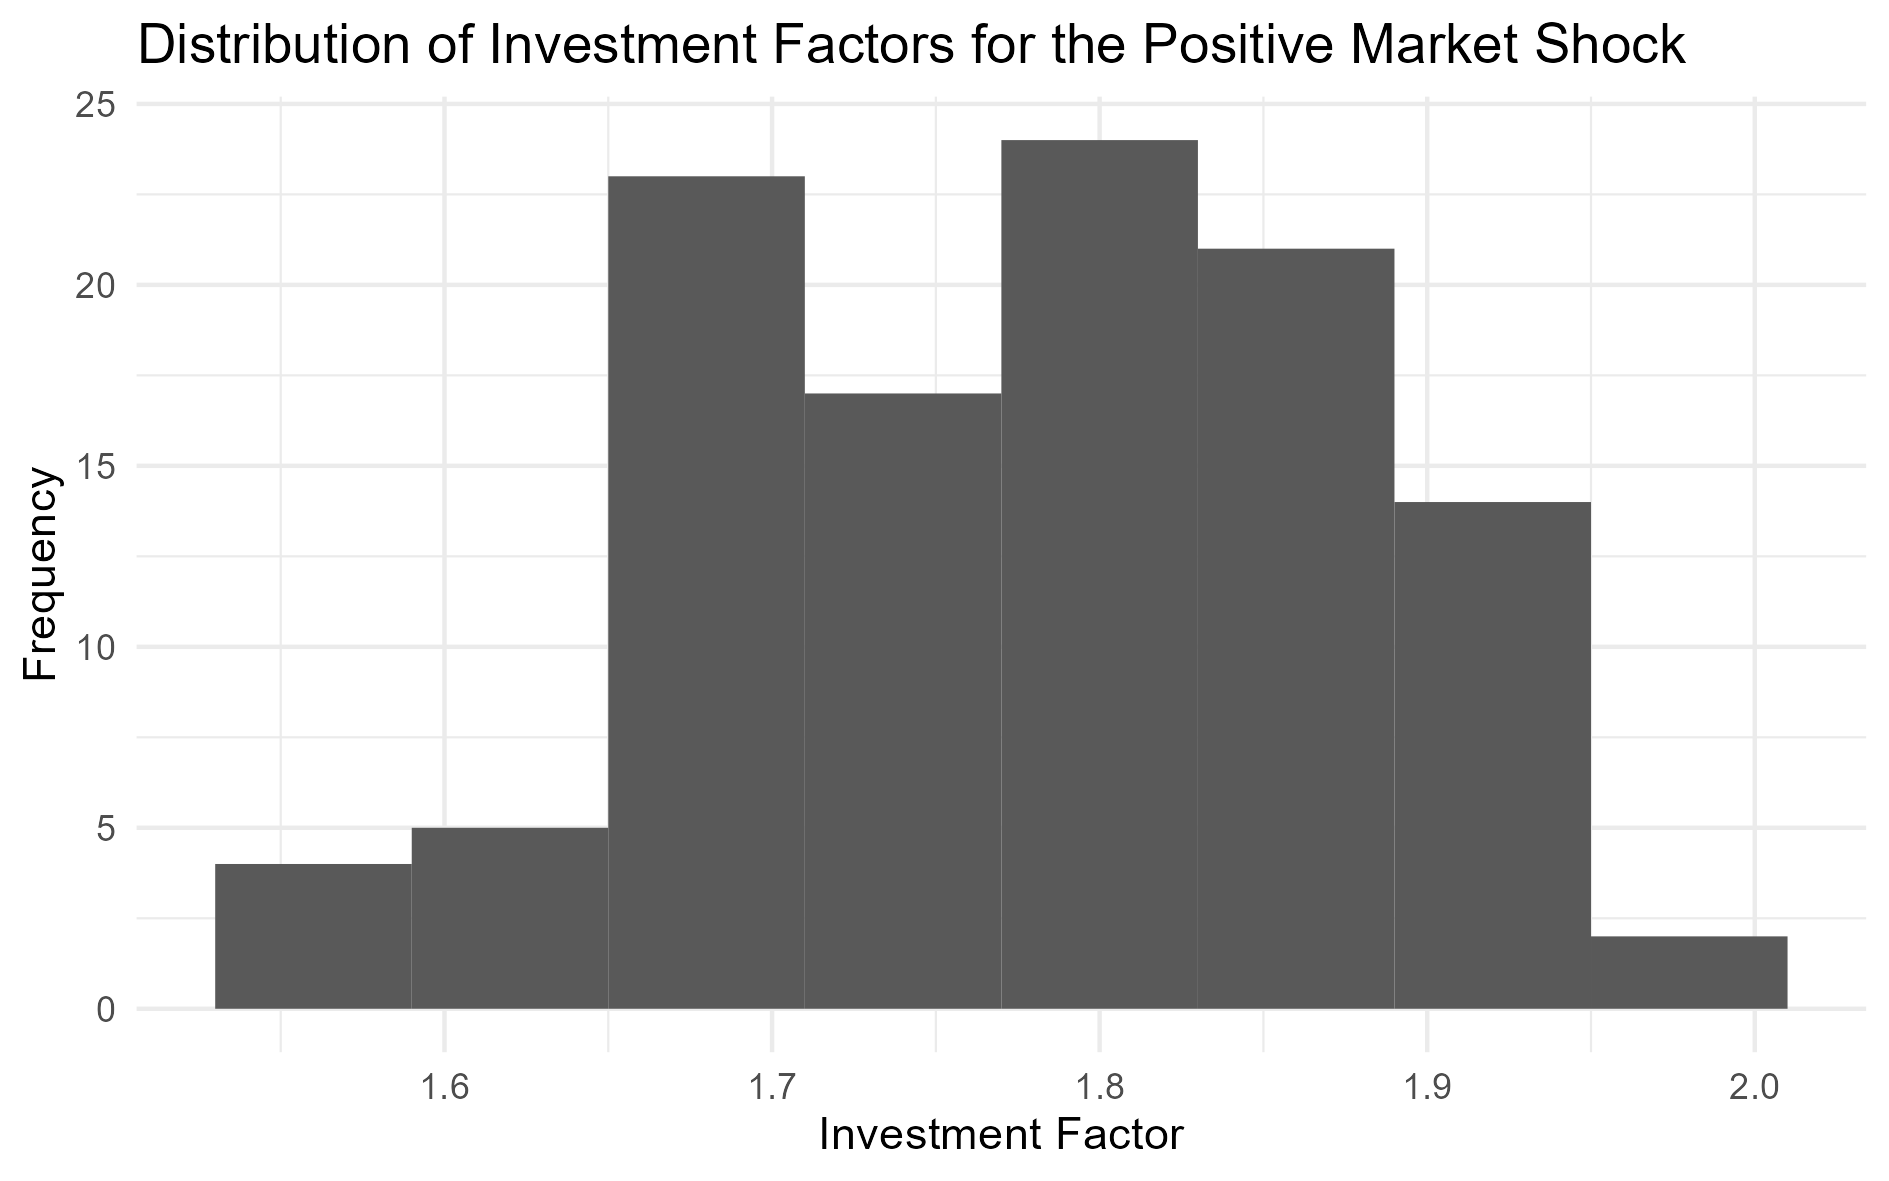 Distribution of Investment Factors for the Positive Market Shock
25
20
15
10
5
0
Frequency
1.6 1.7 1.8 1.9 2.0
Investment Factor